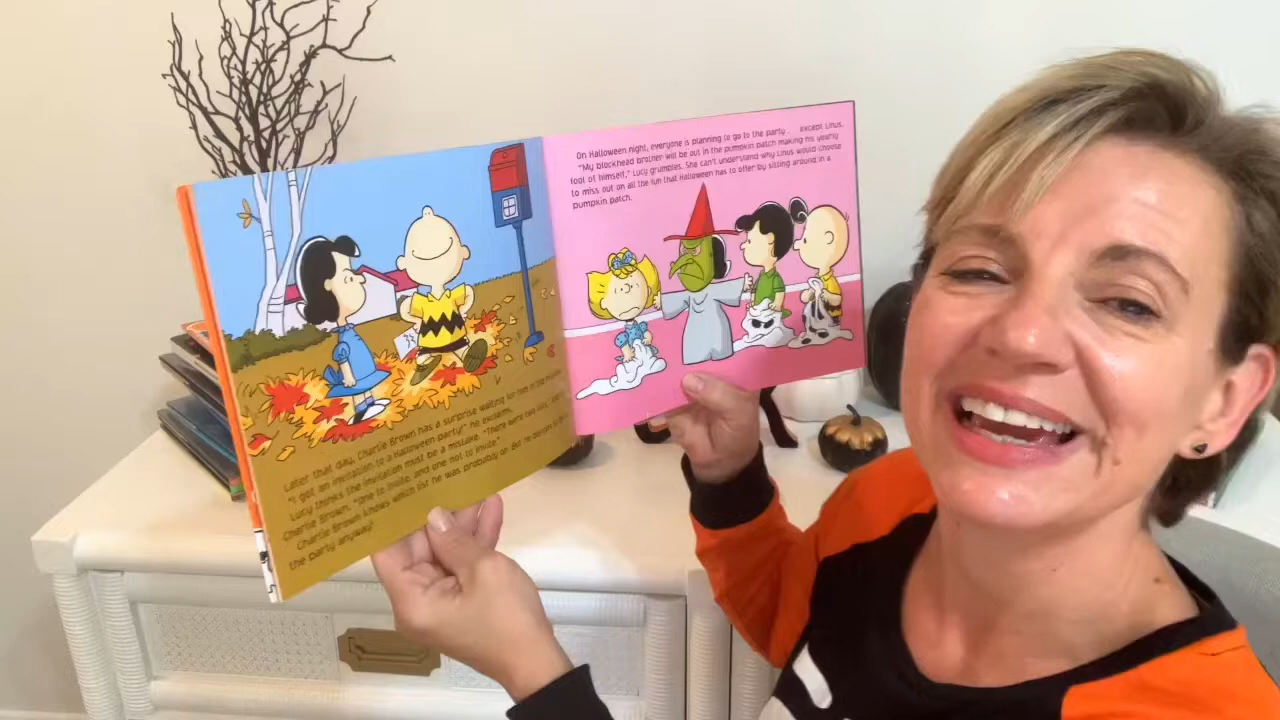 Later that day, Charlie Brown has a surprise waiting for him in the mailbox.
"I got an invitation to a Halloween party!" he exclaims.
Lucy thinks the invitation must be a mistake. "There were two lists,"
Charlie Brown. "One to invite, and one not to invite."
Charlie Brown knows which list he was probably on. But he decides to go to
the party anyway!
On Halloween night, everyone is planning to go to the party . . . except Linus.
"My blockhead brother will be out in the pumpkin patch making his yearly
fool of himself," Lucy grumbles. She can't understand why Linus would choose
to miss out on all the fun that Halloween has to offer by sitting around in a
pumpkin patch.